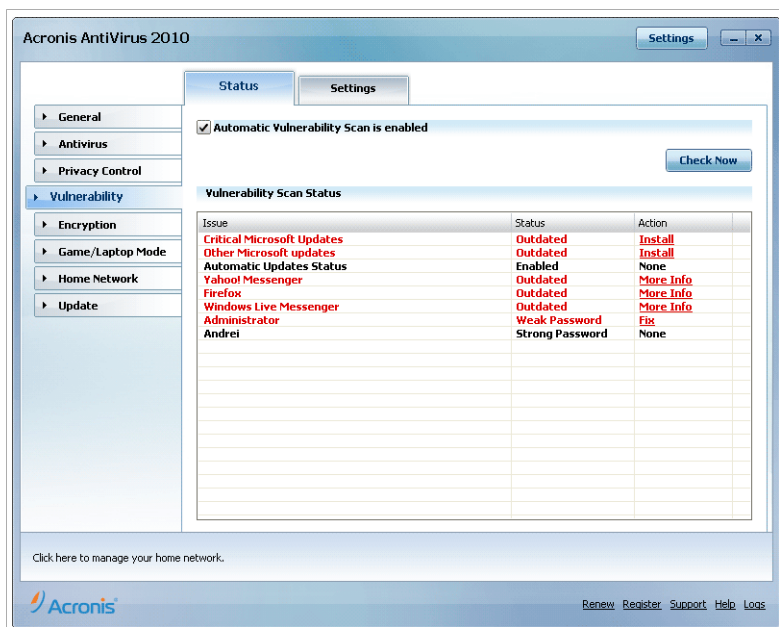 Acronis AntiVirus 2010
Settings
Status
Settings
General
Antivirus
Privacy Control
Vulnerability
Encryption
Game/Laptop Mode
Home Network
Update
Automatic Vulnerability Scan is enabled
Check Now
Vulnerability Scan Status
Issue Status Action
Critical Microsoft Updates Outdated Install
Other Microsoft updates Outdated Install
Automatic Updates Status Enabled None
Yahoo! Messenger Outdated More Info
Firefox Outdated More Info
Windows Live Messenger Outdated More Info
Administrator Weak Password Fix
Andrei Strong Password None
Click here to manage your home network.
Acronis
Renew Register Support Help Logs